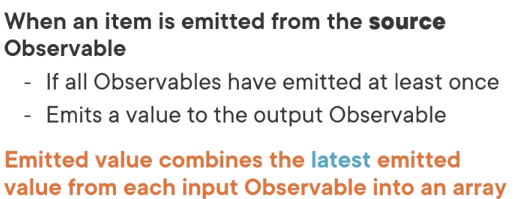 When an item is emitted from the source
Observable
- If all Observables have emitted at least once
- Emits a value to the output Observable
Emitted value combines the latest emitted
value from each input Observable into an array